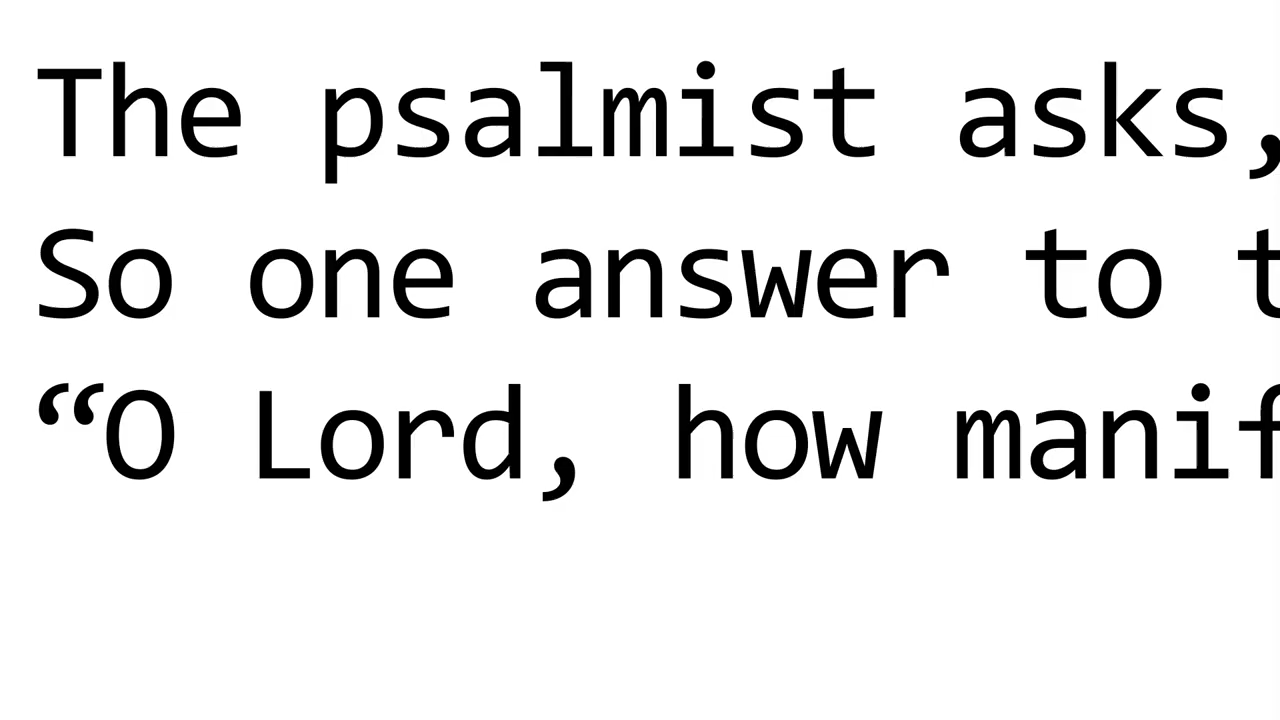 The psalmist asks,
So one answer to t
“O Lord, how manif